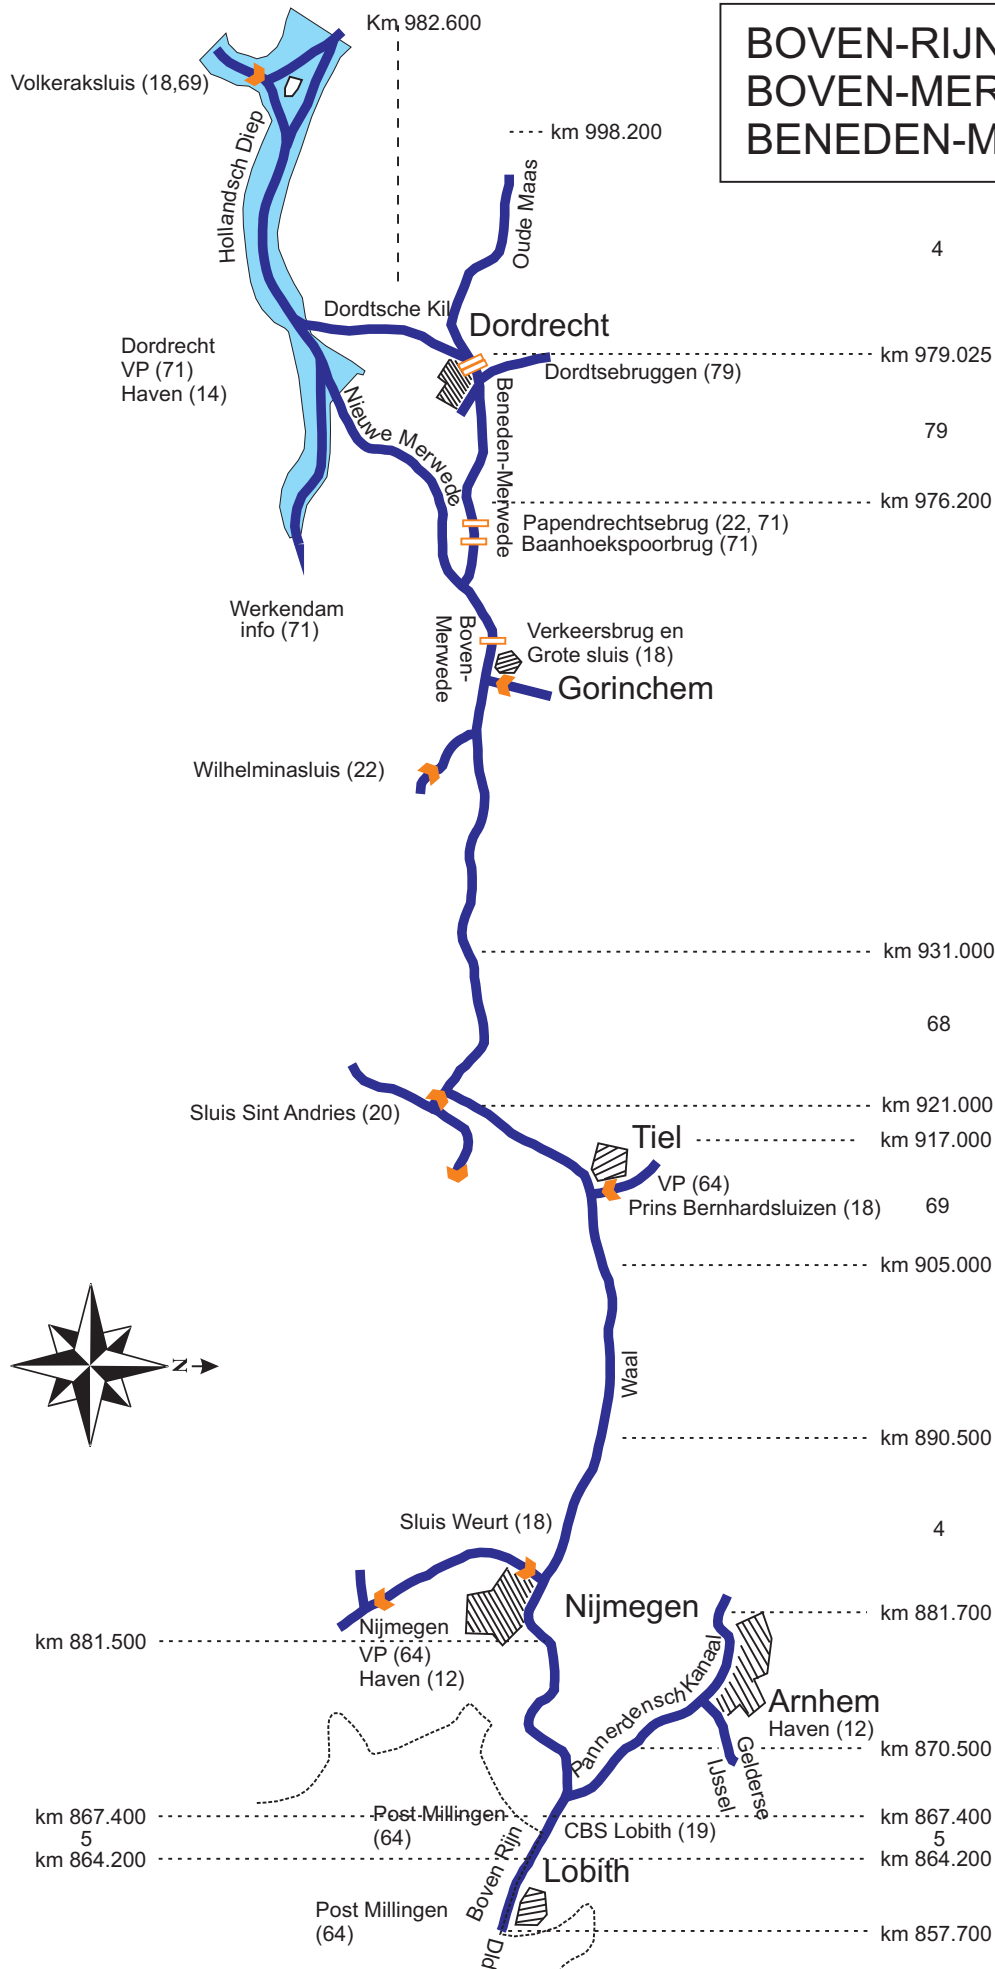 Km 982.600
BOVEN-RIJN
BOVEN-MER
BENEDEN-M
Volkeraksluis (18,69)
km 998.200
Hollandsch Diep
Oude Maas
4
Dordtsche Kil
Dordrecht
Dordrecht
VP (71)
Haven (14)
km 979.025
Dordtsebruggen (79)
Nieuwe Merwede
Beneden-Merwede
79
km 976.200
Papendrechtsebrug (22, 71)
Baanhoekspoorbrug (71)
Werkendam
info (71)
Boven-
Merwede
Verkeersbrug en
Grote sluis (18)
Gorinchem
Wilhelminasluis (22)
km 931.000
68
Sluis Sint Andries (20)
km 921.000
Tiel
km 917.000
VP (64)
Prins Bernhardsluizen (18)
69
km 905.000
N
Waal
km 890.500
Sluis Weurt (18)
4
Nijmegen
km 881.700
Nijmegen
VP (64)
Haven (12)
km 881.500
Pannerdensch Kanaal
Arnhem
Haven (12)
Gelderse
IJssel
km 870.500
km 867.400
Post Millingen
(64)
CBS Lobith (19)
km 867.400
5
5
km 864.200
km 864.200
Boven Rijn
Lobith
Post Millingen
(64)
km 857.700
Dld